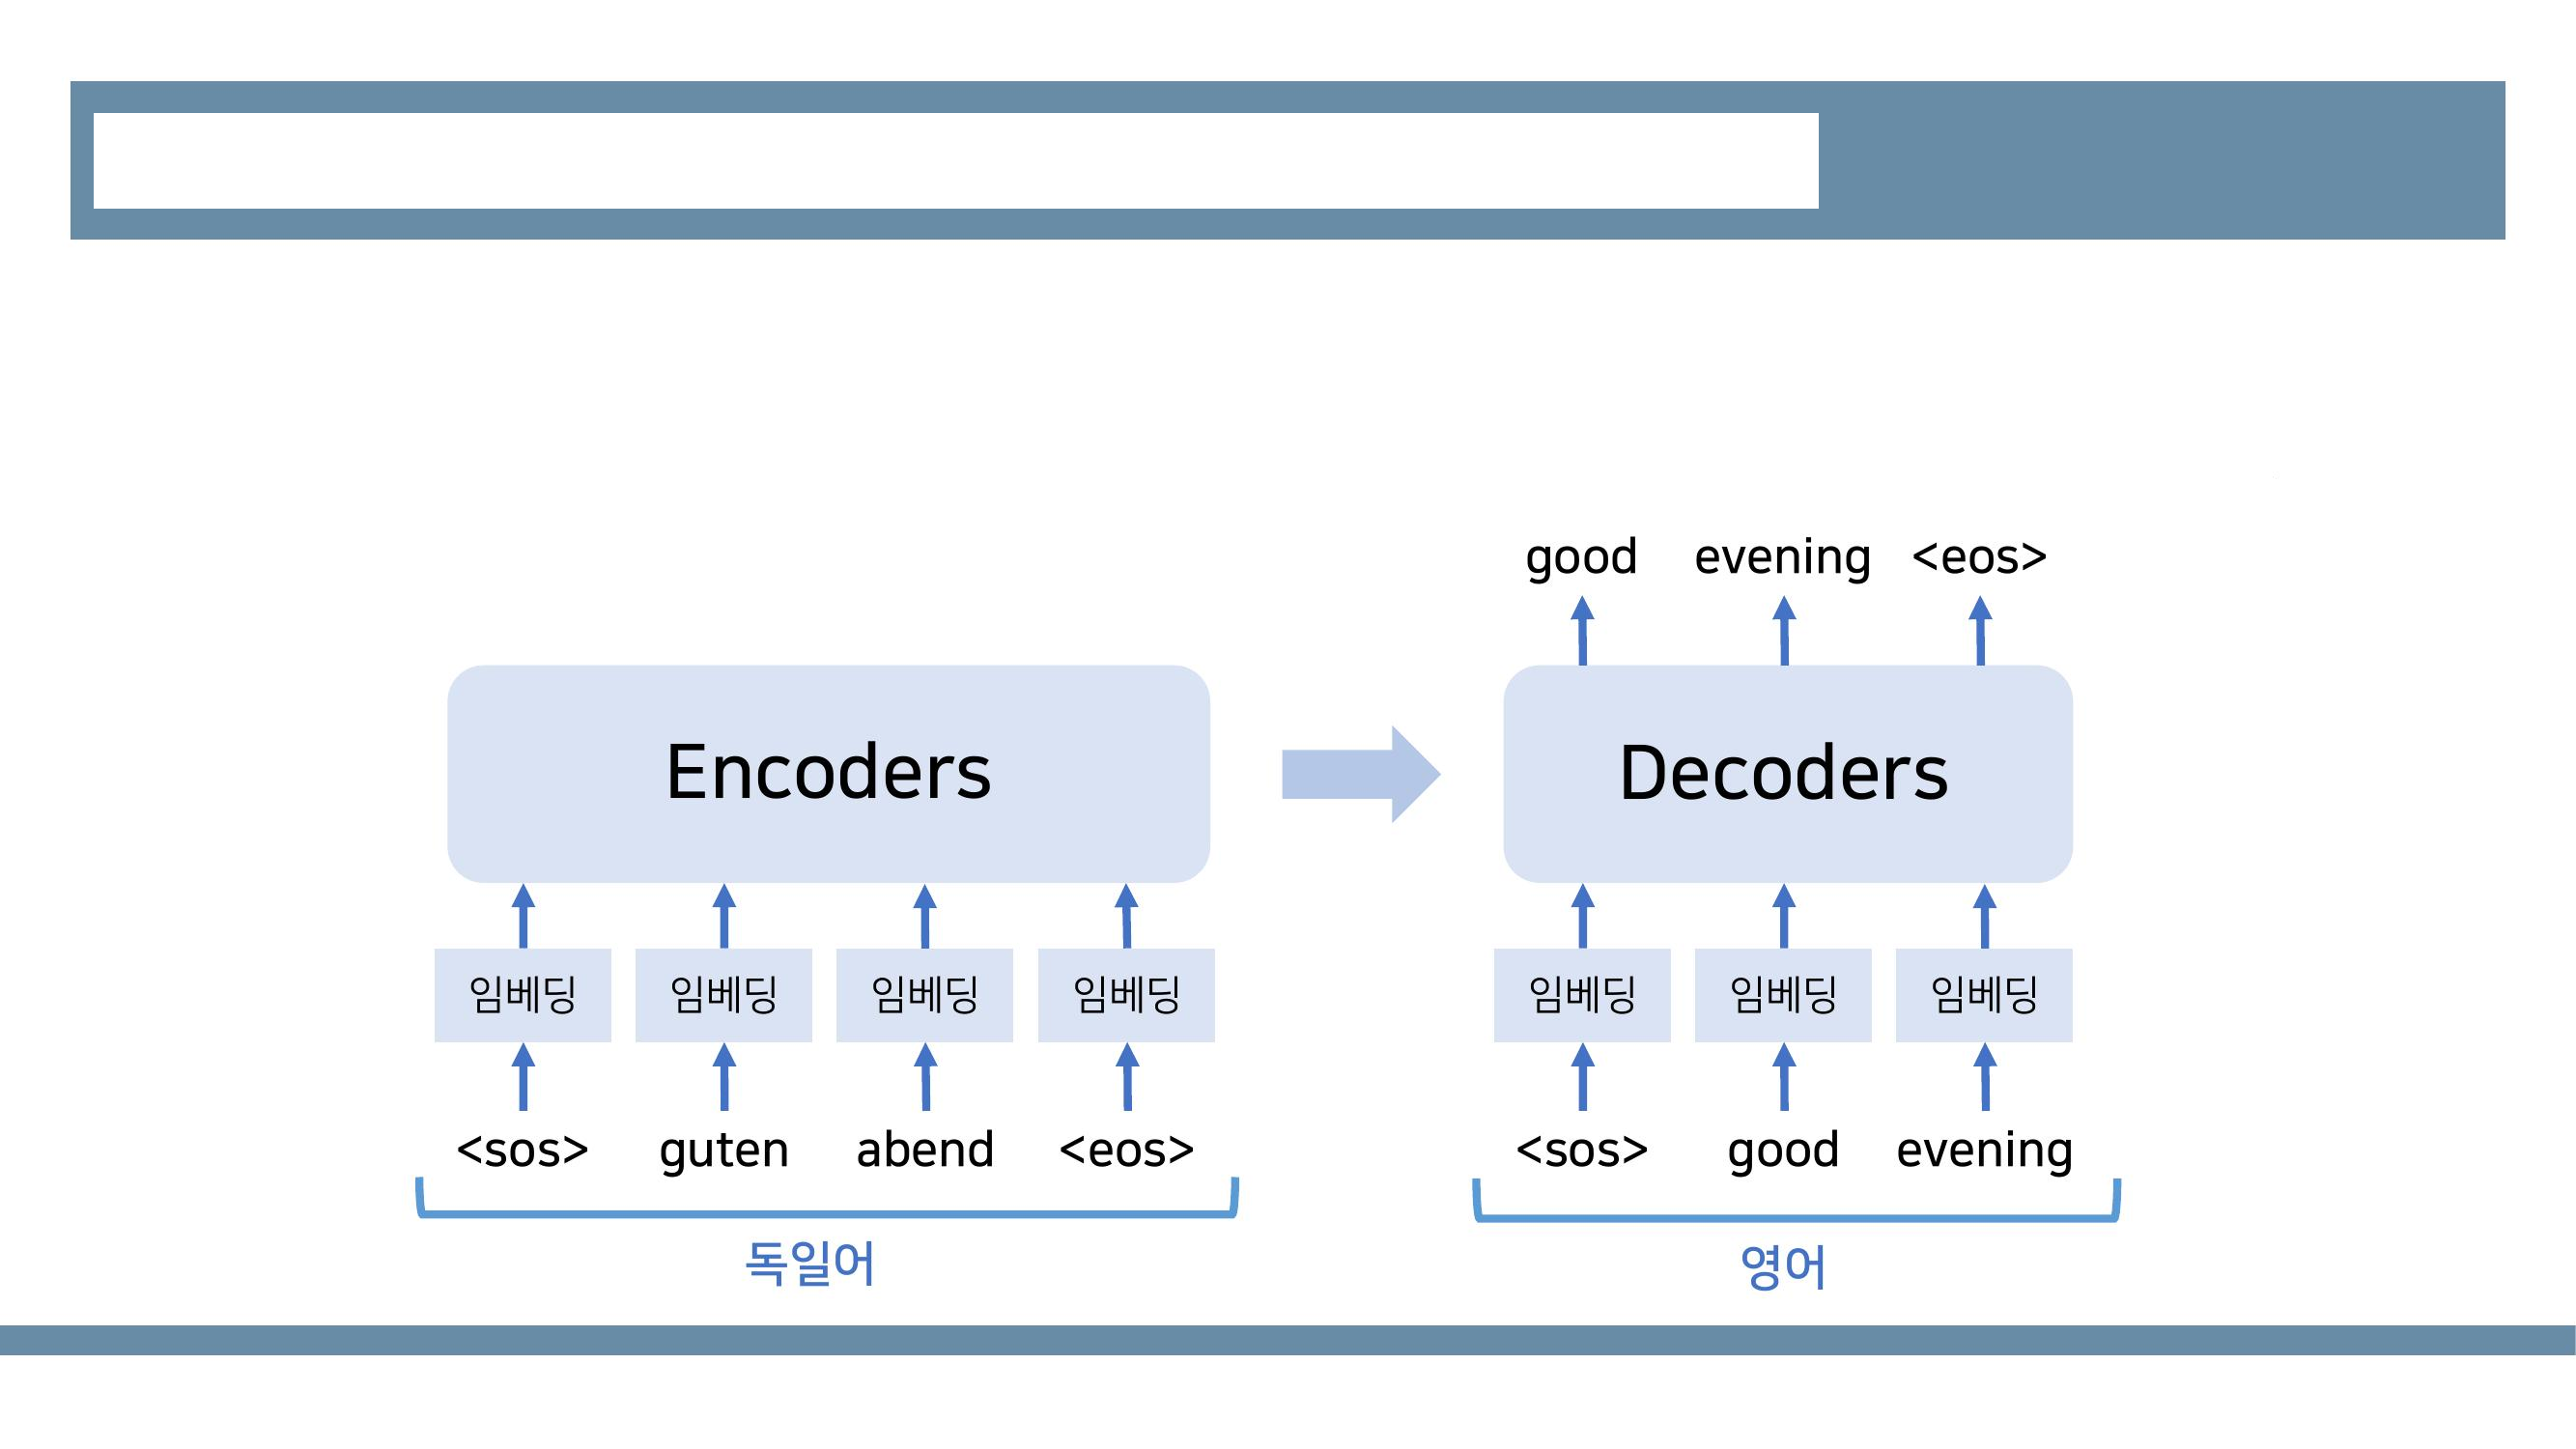 good evening <eos>
Encoders
Decoders
임베딩 임베딩 임베딩 임베딩
임베딩 임베딩 임베딩
<sos> guten abend <eos>
<sos> good evening
독일어
영어